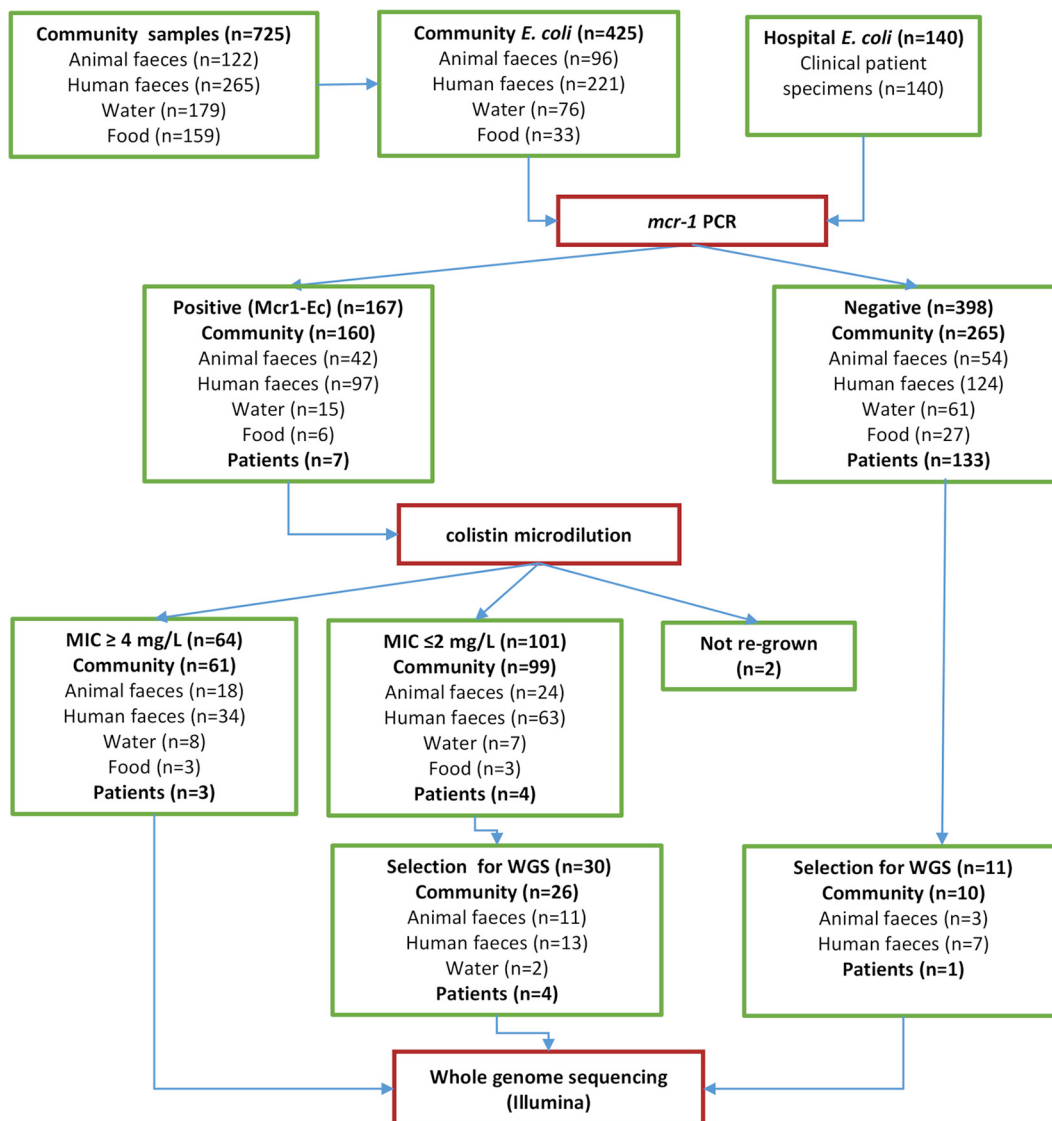 Community samples (n=725)
Animal faeces (n=122)
Human faeces (n=265)
Water (n=179)
Food (n=159)
Community E. coli (n=425)
Animal faeces (n=96)
Human faeces (n=221)
Water (n=76)
Food (n=33)
Hospital E. coli (n=140)
Clinical patient
specimens (n=140)
mcr-1 PCR
Positive (Mcr1-Ec) (n=167)
Community (n=160)
Animal faeces (n=42)
Human faeces (n=97)
Water (n=15)
Food (n=6)
Patients (n=7)
Negative (n=398)
Community (n=265)
Animal faeces (n=54)
Human faeces (124)
Water (n=61)
Food (n=27)
Patients (n=133)
colistin microdilution
MIC ≥ 4 mg/L (n=64)
Community (n=61)
Animal faeces (n=18)
Human faeces (n=34)
Water (n=8)
Food (n=3)
Patients (n=3)
MIC ≤2 mg/L (n=101)
Community (n=99)
Animal faeces (n=24)
Human faeces (n=63)
Water (n=7)
Food (n=3)
Patients (n=4)
Not re-grown
(n=2)
Selection for WGS (n=30)
Community (n=26)
Animal faeces (n=11)
Human faeces (n=13)
Water (n=2)
Patients (n=4)
Selection for WGS (n=11)
Community (n=10)
Animal faeces (n=3)
Human faeces (n=7)
Patients (n=1)
Whole genome sequencing
(Illumina)